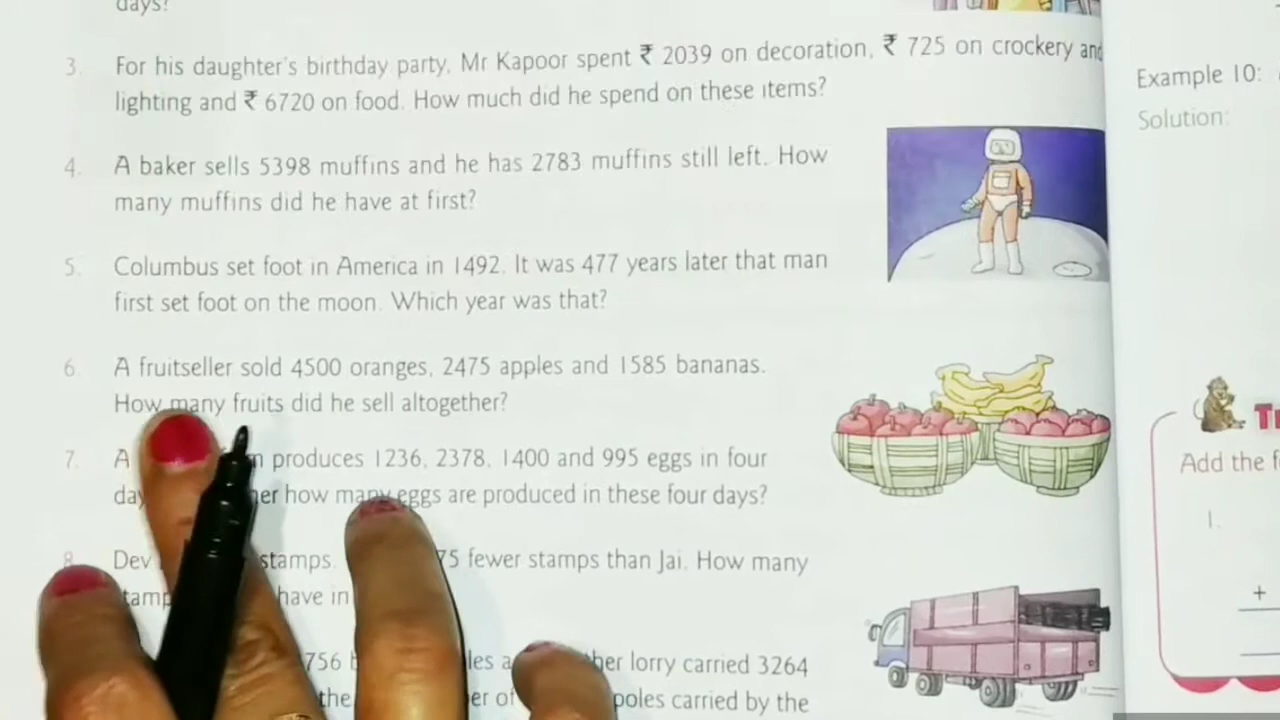 days?
3. For his daughter's birthday party, Mr Kapoor spent ₹ 2039 on decoration, ₹ 725 on crockery and
lighting and ₹ 6720 on food. How much did he spend on these items?
4. A baker sells 5398 muffins and he has 2783 muffins still left. How
many muffins did he have at first?
5. Columbus set foot in America in 1492. It was 477 years later that man
first set foot on the moon. Which year was that?
6. A fruitseller sold 4500 oranges, 2475 apples and 1585 bananas.
How many fruits did he sell altogether?
7. A produces 1236, 2378, 1400 and 995 eggs in four
how many eggs are produced in these four days?
8. Dev stamps. 75 fewer stamps than Jai. How many
have in
756 carried 3264
the of poles carried by the
Example 10:
Solution:
Add the
1.
+